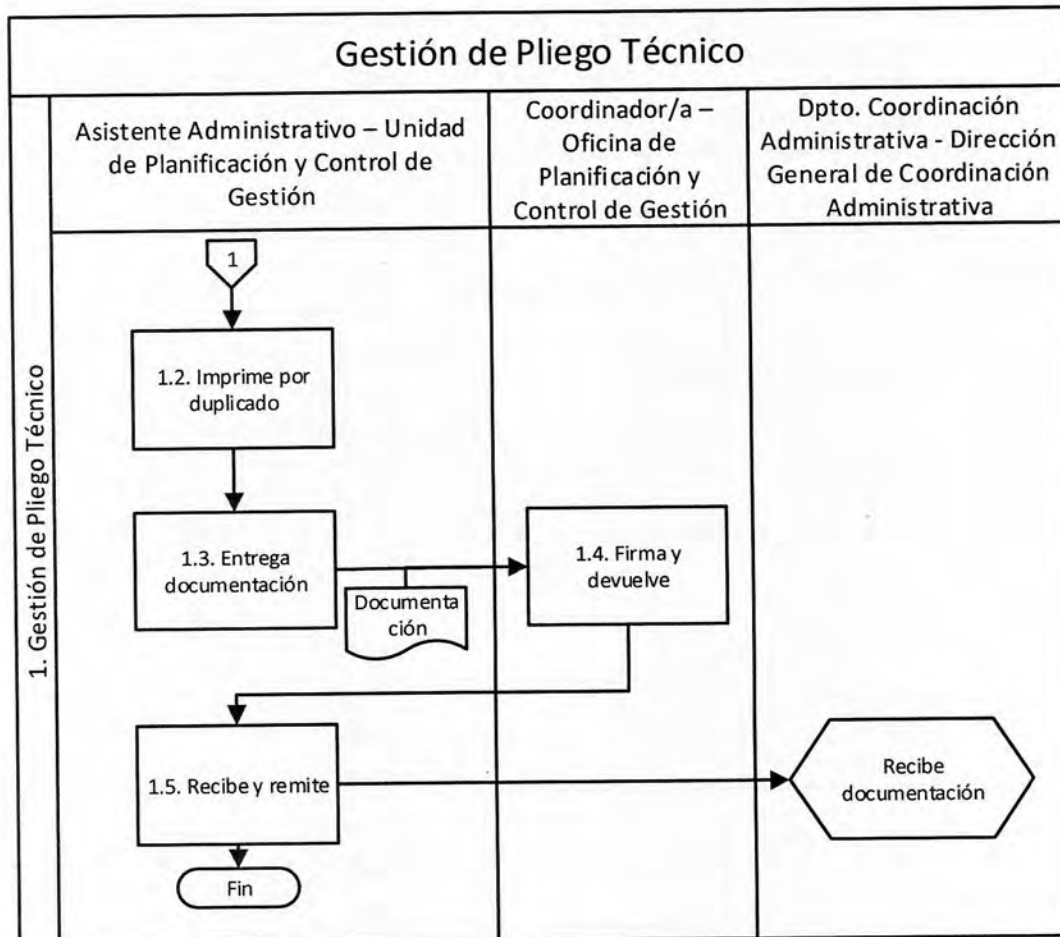 Gestión de Pliego Técnico
Asistente Administrativo – Unidad
de Planificación y Control de
Gestión
Coordinador/a –
Oficina de
Planificación y
Control de Gestión
Dpto. Coordinación
Administrativa - Dirección
General de Coordinación
Administrativa
1. Gestión de Pliego Técnico
1
1.2. Imprime por
duplicado
1.3. Entrega
documentación
Documenta
ción
1.4. Firma y
devuelve
1.5. Recibe y remite
Recibe
documentación
Fin